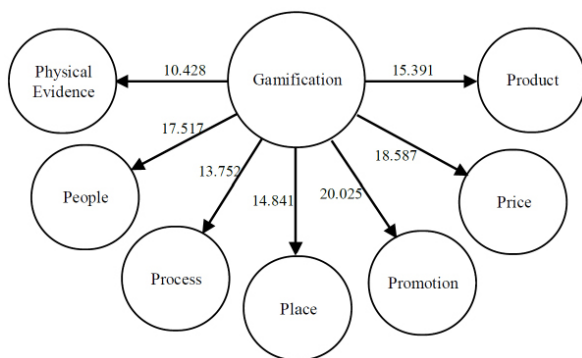 Physical
Evidence
10.428
Gamification
15.391
Product
17.517
18.587
People
13.752
14.841
20.025
Price
Process
Place
Promotion